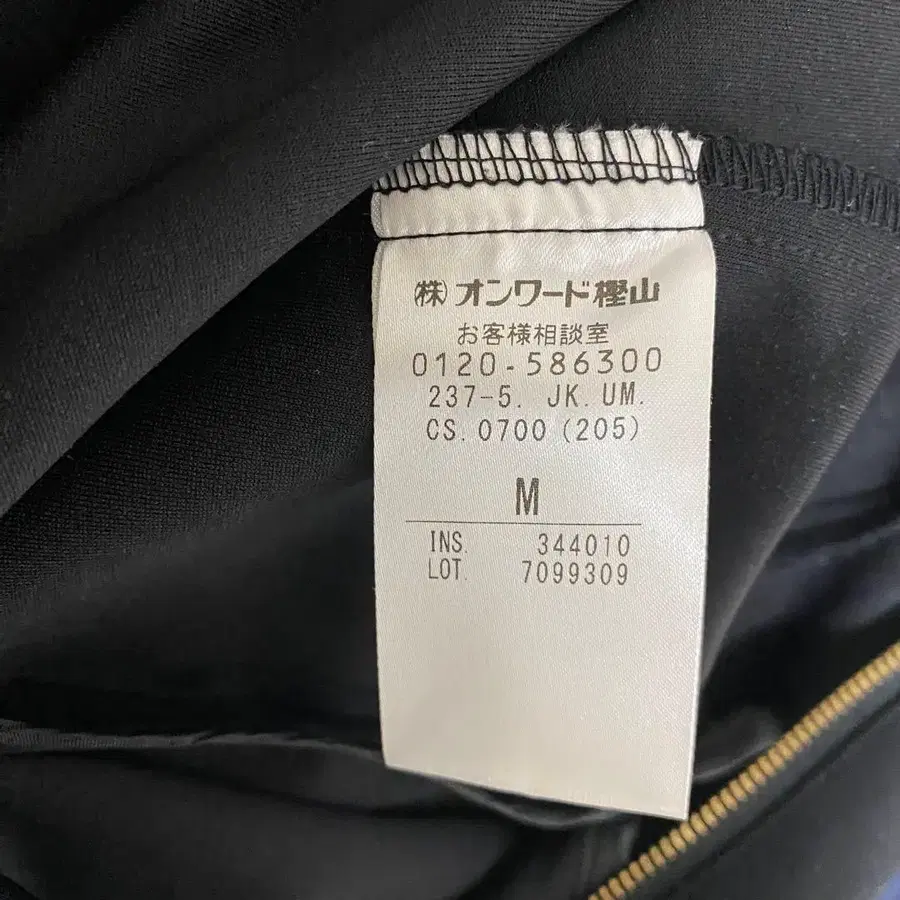 ㈱オンワード樫山
お客様相談室
0120-586300
237-5. JK. UM.
CS. 0700 (205)
M
INS. 344010
LOT. 7099309